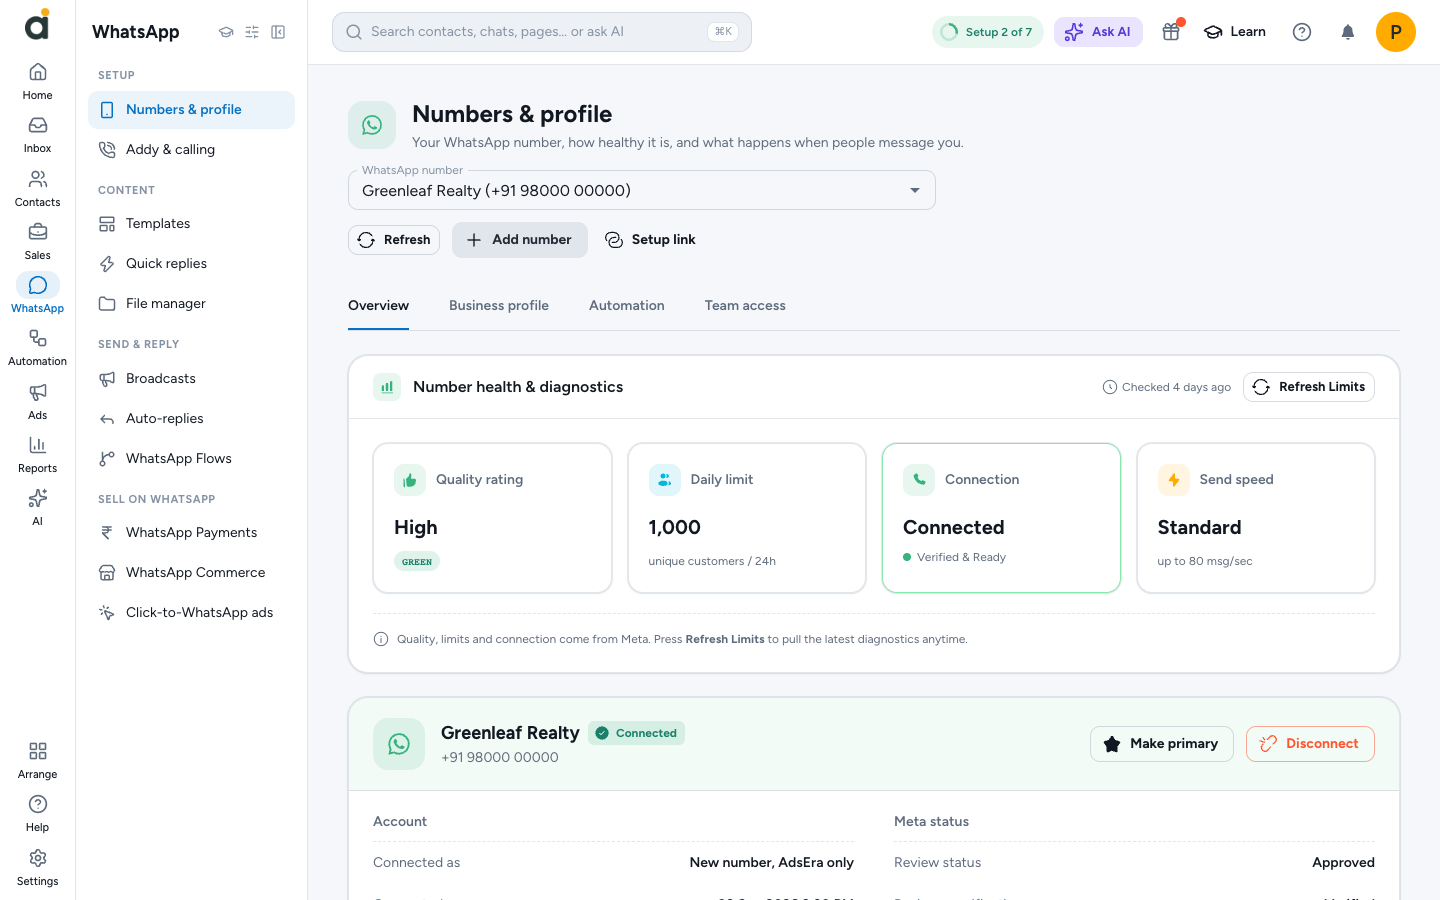 WhatsApp
Search contacts, chats, pages... or ask AI
⌘K
Setup 2 of 7
Ask AI
Learn
P
Home
Inbox
Contacts
Sales
WhatsApp
Automation
Ads
Reports
AI
Arrange
Help
Settings
SETUP
Numbers & profile
Addy & calling
CONTENT
Templates
Quick replies
File manager
SEND & REPLY
Broadcasts
Auto-replies
WhatsApp Flows
SELL ON WHATSAPP
WhatsApp Payments
WhatsApp Commerce
Click-to-WhatsApp ads
Numbers & profile
Your WhatsApp number, how healthy it is, and what happens when people message you.
WhatsApp number
Greenleaf Realty (+91 98000 00000)
Refresh
Add number
Setup link
Overview
Business profile
Automation
Team access
Number health & diagnostics
Checked 4 days ago
Refresh Limits
Quality rating
High
GREEN
Daily limit
1,000
unique customers / 24h
Connection
Connected
Verified & Ready
Send speed
Standard
up to 80 msg/sec
Quality, limits and connection come from Meta. Press Refresh Limits to pull the latest diagnostics anytime.
Greenleaf Realty
Connected
+91 98000 00000
Make primary
Disconnect
Account
Connected as
New number, AdsEra only
Meta status
Review status
Approved